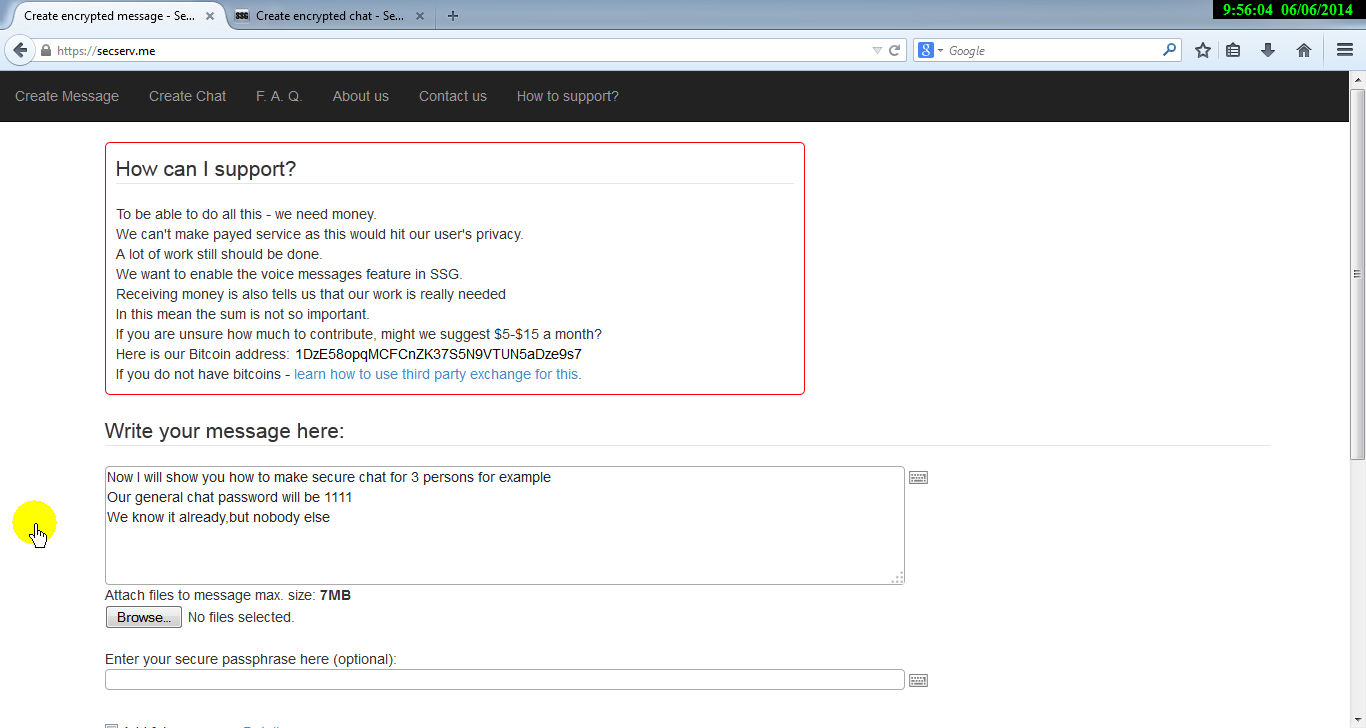 Create encrypted message - Se...
SSG Create encrypted chat - Se...
9:56:04 06/06/2014
https://secserv.me
8 Google
Create Message Create Chat F. A. Q. About us Contact us How to support?
How can I support?
To be able to do all this - we need money.
We can't make payed service as this would hit our user's privacy.
A lot of work still should be done.
We want to enable the voice messages feature in SSG.
Receiving money is also tells us that our work is really needed
In this mean the sum is not so important.
If you are unsure how much to contribute, might we suggest $5-$15 a month?
Here is our Bitcoin address: 1DzE58opqMCFCnZK37S5N9VTUN5aDze9s7
If you do not have bitcoins - learn how to use third party exchange for this.
Write your message here:
Now I will show you how to make secure chat for 3 persons for example
Our general chat password will be 1111
We know it already,but nobody else
Attach files to message max. size: 7MB
Browse... No files selected.
Enter your secure passphrase here (optional):